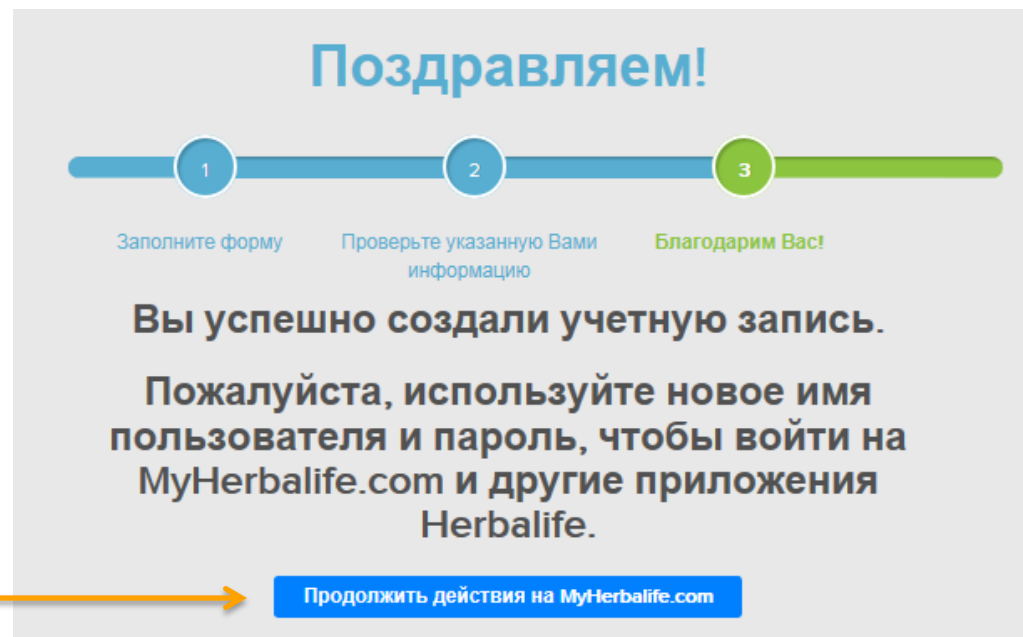 Поздравляем!
1
2
3
Заполните форму
Проверьте указанную Вами
информацию
Благодарим Вас!
Вы успешно создали учетную запись.
Пожалуйста, используйте новое имя
пользователя и пароль, чтобы войти на
MyHerbalife.com и другие приложения
Herbalife.
Продолжить действия на MyHerbalife.com